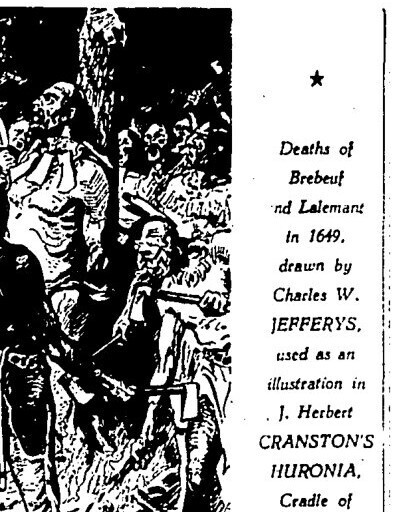 Deaths of
Brebeuf
nd Lalemant
in 1649,
drawn by
Charles W.
JEFFERYS,
used as an
illustration in
J. Herbert
CRANSTON'S
HURONIA,
Cradle of